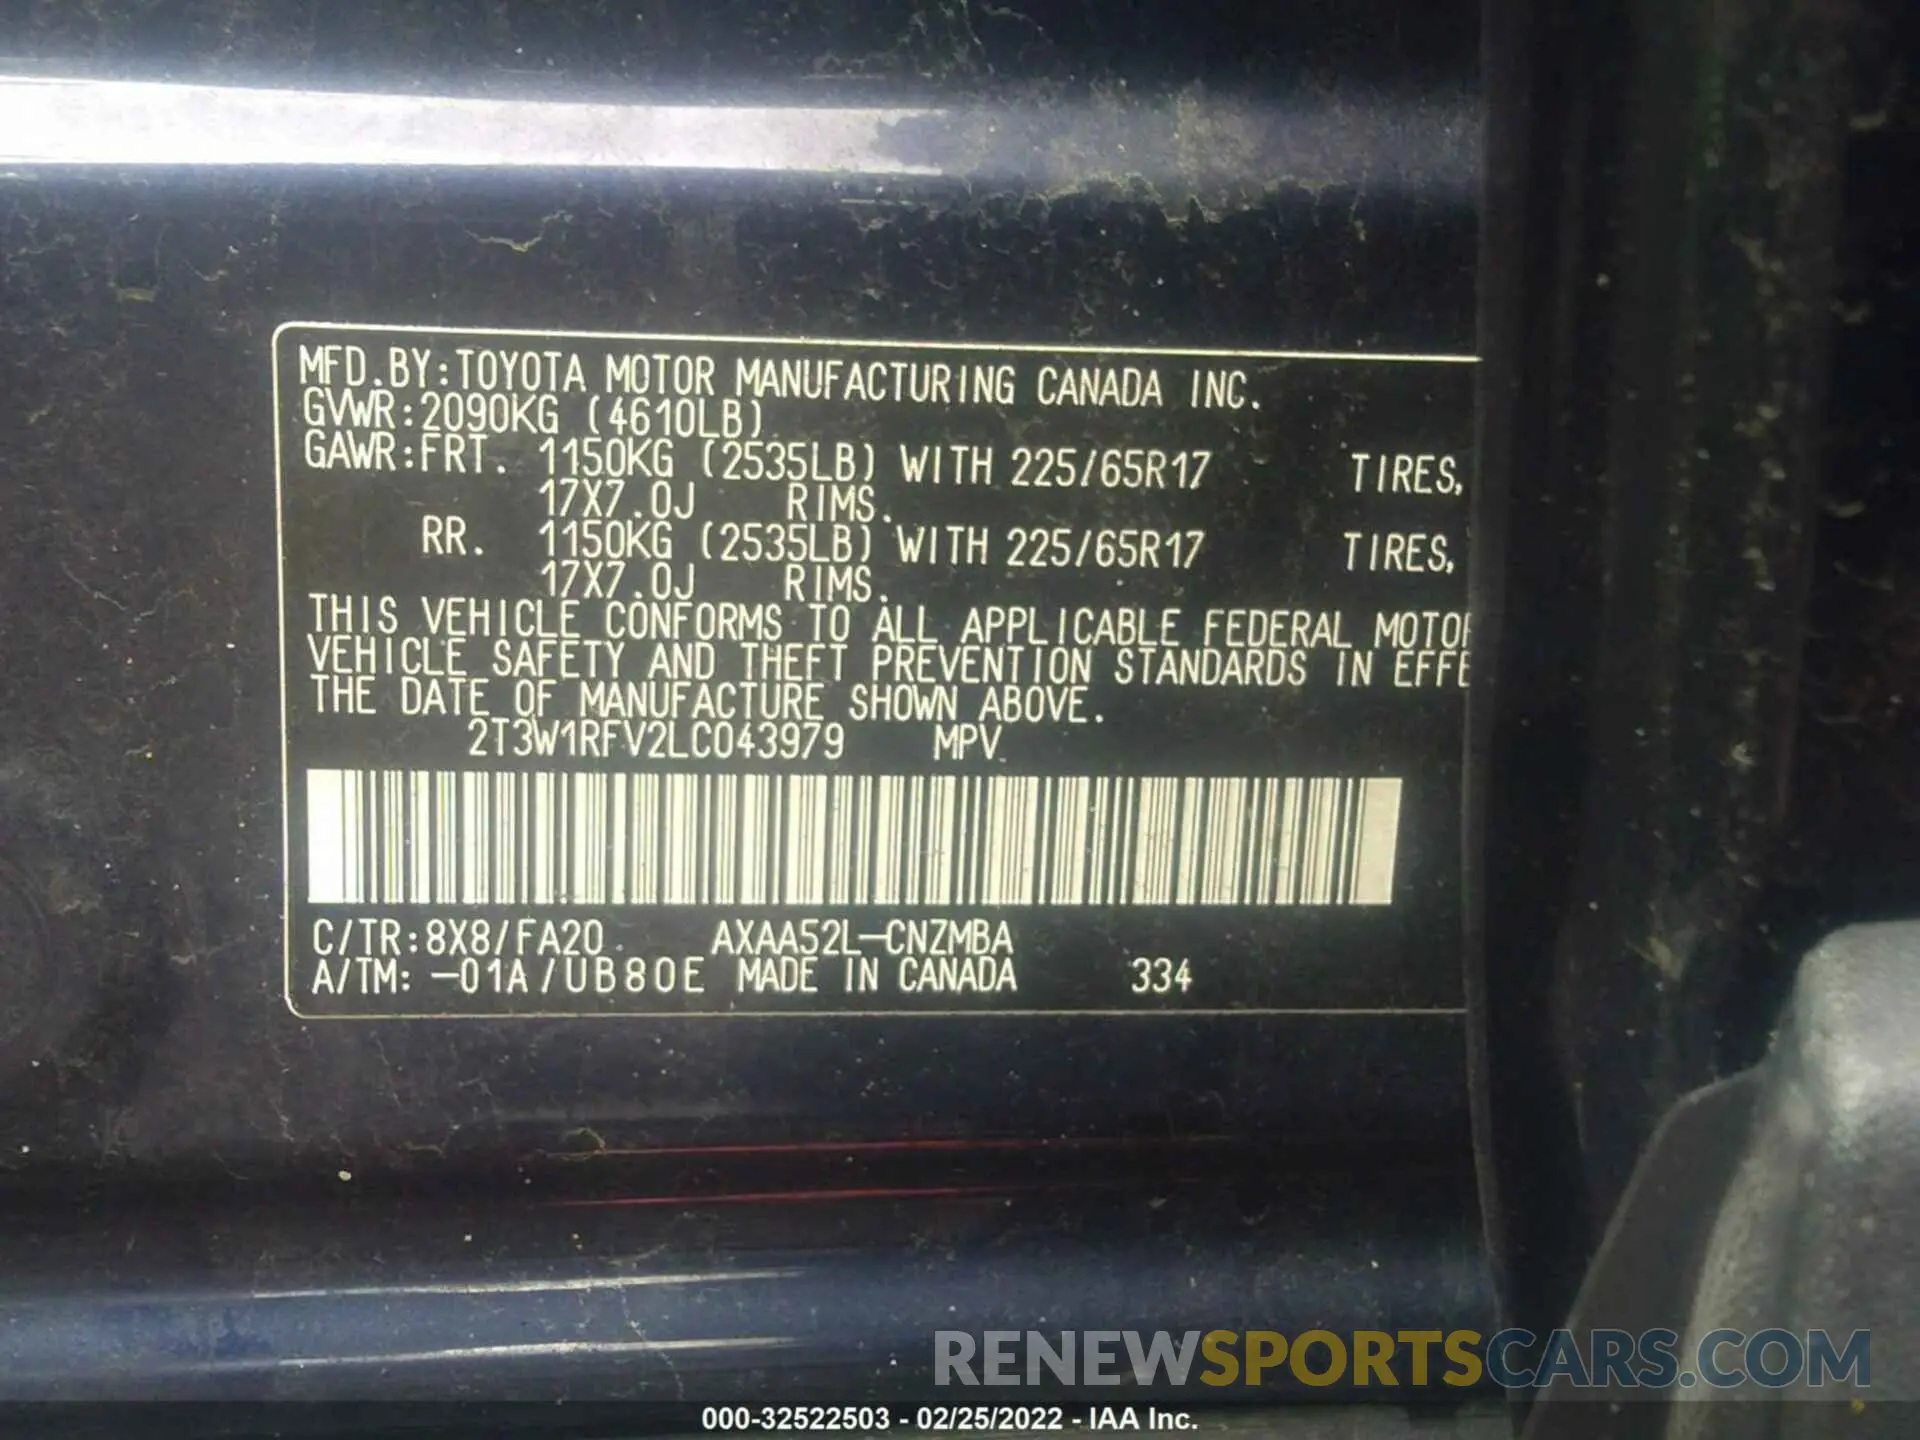 MFD.BY:TOYOTA MOTOR MANUFACTURING CANADA INC.
GVWR:2090KG (4610LB)
GAWR:FRT. 1150KG (2535LB) WITH 225/65R17 TIRES,
17X7.0J RIMS.
RR. 1150KG (2535LB) WITH 225/65R17 TIRES,
17X7.0J RIMS.
THIS VEHICLE CONFORMS TO ALL APPLICABLE FEDERAL MOTOR
VEHICLE SAFETY AND THEFT PREVENTION STANDARDS IN EFFE
THE DATE OF MANUFACTURE SHOWN ABOVE.
2T3W1RFV2LC043979 MPV
C/TR:8X8/FA20 AXAA52L-CNZMBA
A/TM:-01A/UB80E MADE IN CANADA 334
RENEWSPORTSCARS.COM
000-32522503 - 02/25/2022 - IAA Inc.